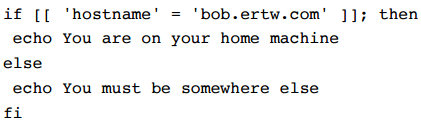 if [[ 'hostname' = 'bob.ertw.com' ]]; then
 echo You are on your home machine
else
 echo You must be somewhere else
fi